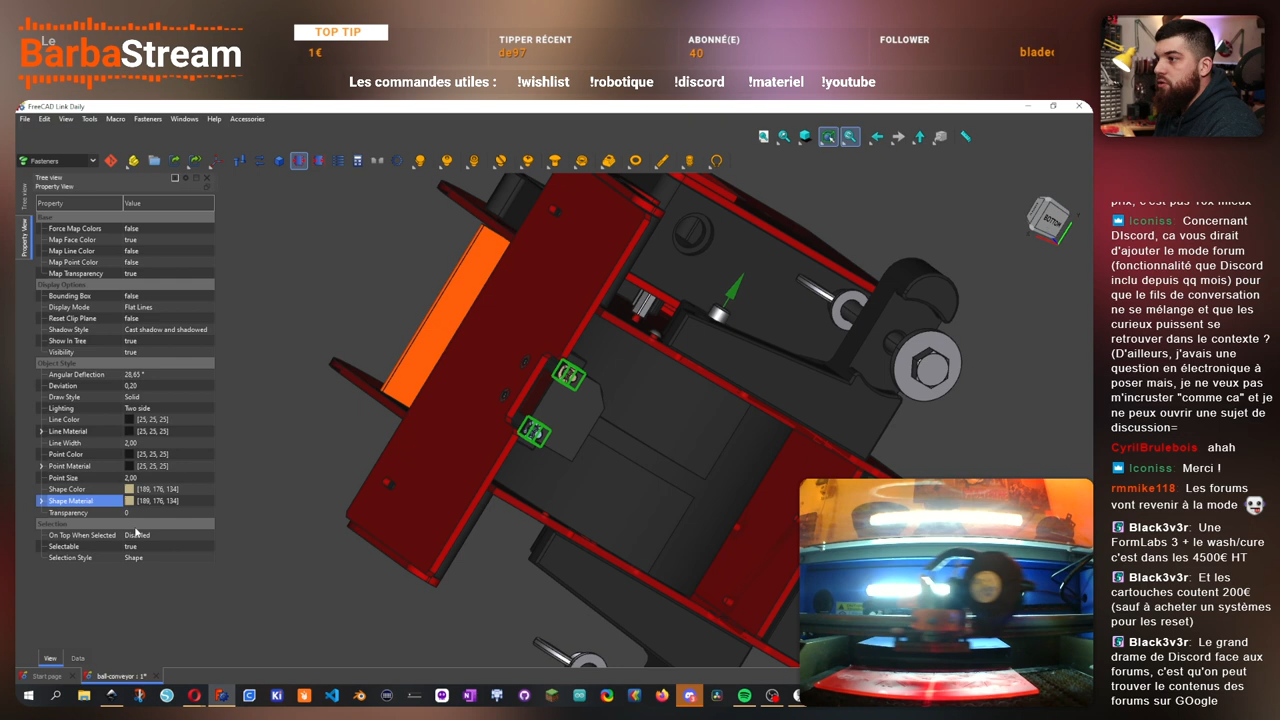 Le
BarbaStream
TOP TIP
1€
TIPPER RÉCENT
de97
ABONNÉ(E)
40
FOLLOWER
bladee
Les commandes utiles : !wishlist !robotique !discord !materiel !youtube
FreeCAD Link Daily
File Edit View Tools Macro Fasteners Windows Help Accessories
Fasteners
Tree view
Property View
Tree view
Property View
Property Value
Base
Force Map Colors false
Map Face Color true
Map Line Color false
Map Point Color false
Map Transparency true
Display Options
Bounding Box false
Display Mode Flat Lines
Reset Clip Plane false
Shadow Style Cast shadow and shadowed
Show In Tree true
Visibility true
Object Style
Angular Deflection 28,65 °
Deviation 0,20
Draw Style Solid
Lighting Two side
Line Color [25, 25, 25]
Line Material [25, 25, 25]
Line Width 2,00
Point Color [25, 25, 25]
Point Material [25, 25, 25]
Point Size 2,00
Shape Color [189, 176, 134]
Shape Material [189, 176, 134]
Transparency 0
Selection
On Top When Selected Disabled
Selectable true
Selection Style Shape
View Data
Start page ball-conveyor : 1*
BOTTOM
prix, c'est pas 10x mieux
Iconiss Concernant
DIscord, ca vous dirait
d'ajouter le mode forum
(fonctionnalité que Discord
inclu depuis qq mois) pour
que le fils de conversation
ne se mélange et que les
curieux puissent se
retrouver dans le contexte ?
(D'ailleurs, j'avais une
question en électronique à
poser mais, je ne veux pas
m'incruster "comme ca" et je
ne peux ouvrir une sujet de
discussion=
CyrilBrulebois ahah
Iconiss: Merci !
rmmike118 Les forums
vont revenir à la mode
Black3v3r: Une
FormLabs 3 + le wash/cure
c'est dans les 4500€ HT
Black3v3r: Et les
cartouches coutent 200€
(sauf à acheter un systèmes
pour les reset)
Black3v3r: Le grand
drame de Discord face aux
forums, c'est qu'on peut
trouver le contenus des
forums sur GOogle